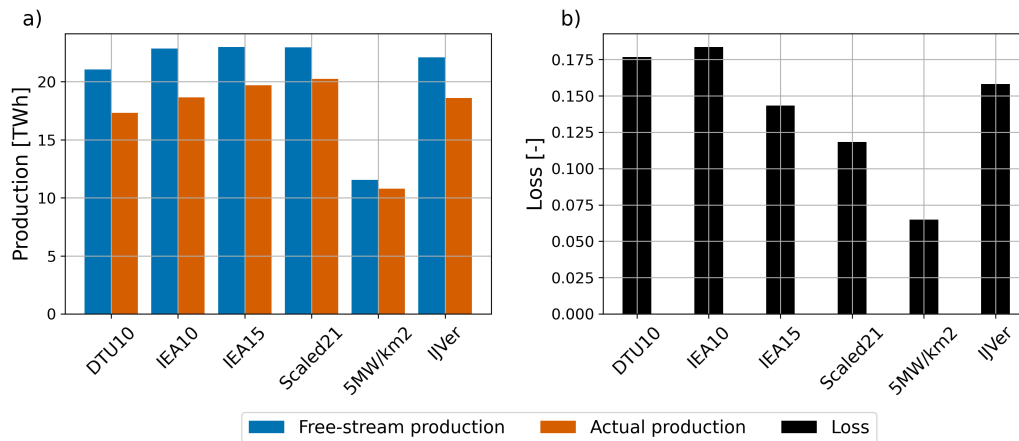 a)
Production [TWh]
20
15
10
5
0
DTU10
IEA10
IEA15
Scaled21
5MW/km2
IJVer
b)
Loss [-]
0.175
0.150
0.125
0.100
0.075
0.050
0.025
0.000
DTU10
IEA10
IEA15
Scaled21
5MW/km2
IJVer
Free-stream production
Actual production
Loss